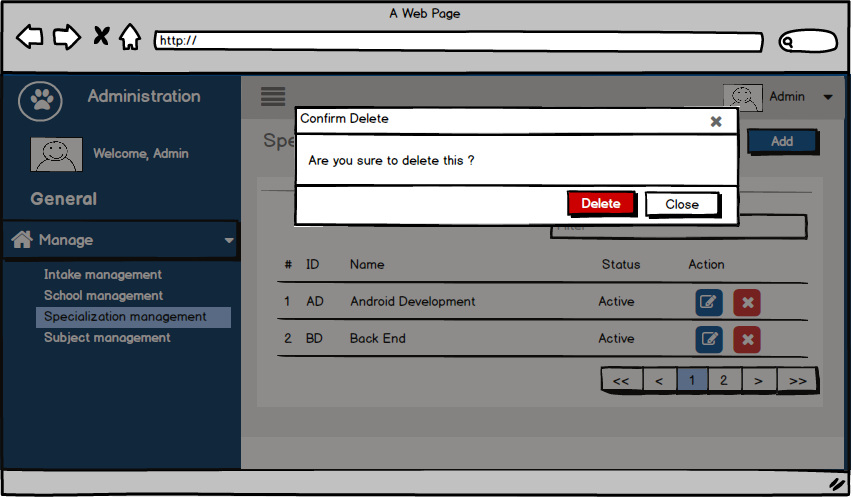 A Web Page
http://
Administration
Admin
Confirm Delete
Spe
Add
Welcome, Admin
Are you sure to delete this ?
General
Delete
Close
Manage
Filter
Intake management
School management
Specialization management
Subject management
# ID Name Status Action
1 AD Android Development Active
2 BD Back End Active
<< < 1 2 > >>